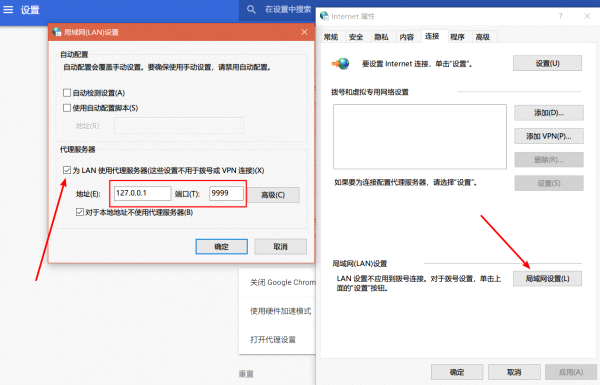 设置
在设置中搜索
局域网(LAN)设置
自动配置
自动配置会覆盖手动设置。要确保使用手动设置，请禁用自动配置。
自动检测设置(A)
使用自动配置脚本(S)
地址(R)
代理服务器
为 LAN 使用代理服务器(这些设置不用于拨号或 VPN 连接)(X)
地址(E): 127.0.0.1 端口(T): 9999 高级(C)
对于本地地址不使用代理服务器(B)
确定 取消
关闭 Google Chrom
使用硬件加速模式
打开代理设置
重置
Internet 属性
?
常规 安全 隐私 内容 连接 程序 高级
要设置 Internet 连接，单击“设置”。 设置(U)
拨号和虚拟专用网络设置
添加(D)...
添加 VPN(P)...
删除(R)...
如果要为连接配置代理服务器，请选择“设置”。 设置(S)
局域网(LAN)设置
LAN 设置不应用到拨号连接。对于拨号设置，单击上 局域网设置(L)
面的“设置”按钮。
确定 取消 应用(A)